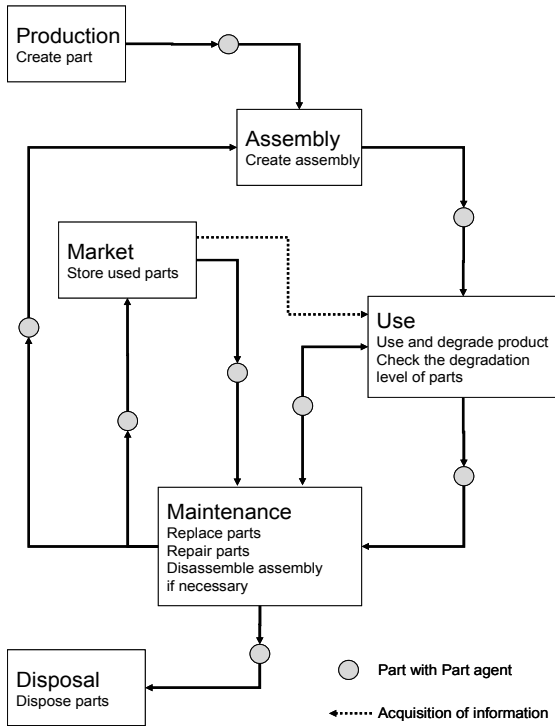 Production
Create part
Assembly
Create assembly
Market
Store used parts
Use
Use and degrade product
Check the degradation
level of parts
Maintenance
Replace parts
Repair parts
Disassemble assembly
if necessary
Disposal
Dispose parts
Part with Part agent
Acquisition of information